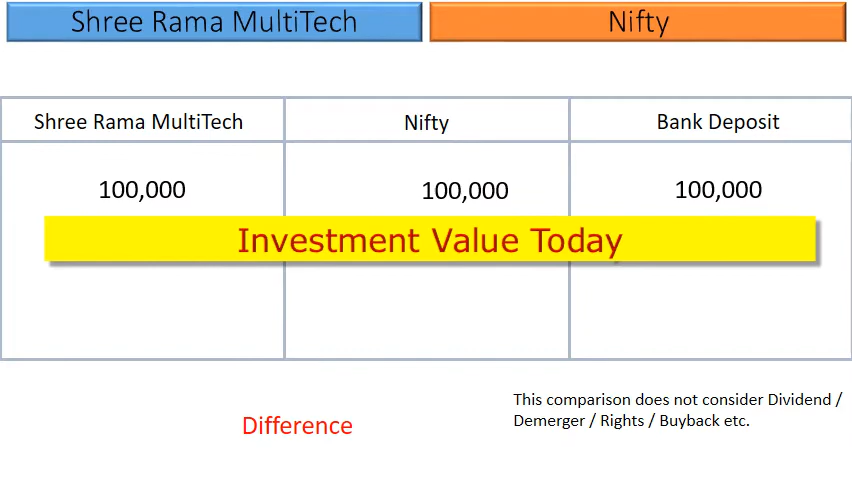 Shree Rama MultiTech
Nifty
Shree Rama MultiTech
Nifty
Bank Deposit
100,000
100,000
100,000
Investment Value Today
This comparison does not consider Dividend /
Demerger / Rights / Buyback etc.
Difference